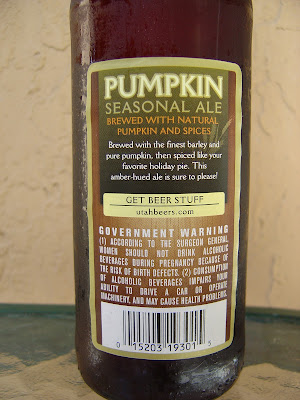 PUMPKIN
SEASONAL ALE
BREWED WITH NATURAL
PUMPKIN AND SPICES
Brewed with the finest barley and
pure pumpkin, then spiced like your
favorite holiday pie. This
amber-hued ale is sure to please!
GET BEER STUFF
utahbeers.com
GOVERNMENT WARNING
(1) ACCORDING TO THE SURGEON GENERAL,
WOMEN SHOULD NOT DRINK ALCOHOLIC
BEVERAGES DURING PREGNANCY BECAUSE OF
THE RISK OF BIRTH DEFECTS. (2) CONSUMPTION
OF ALCOHOLIC BEVERAGES IMPAIRS YOUR
ABILITY TO DRIVE A CAR OR OPERATE
MACHINERY, AND MAY CAUSE HEALTH PROBLEMS.
0 15203 19301 5